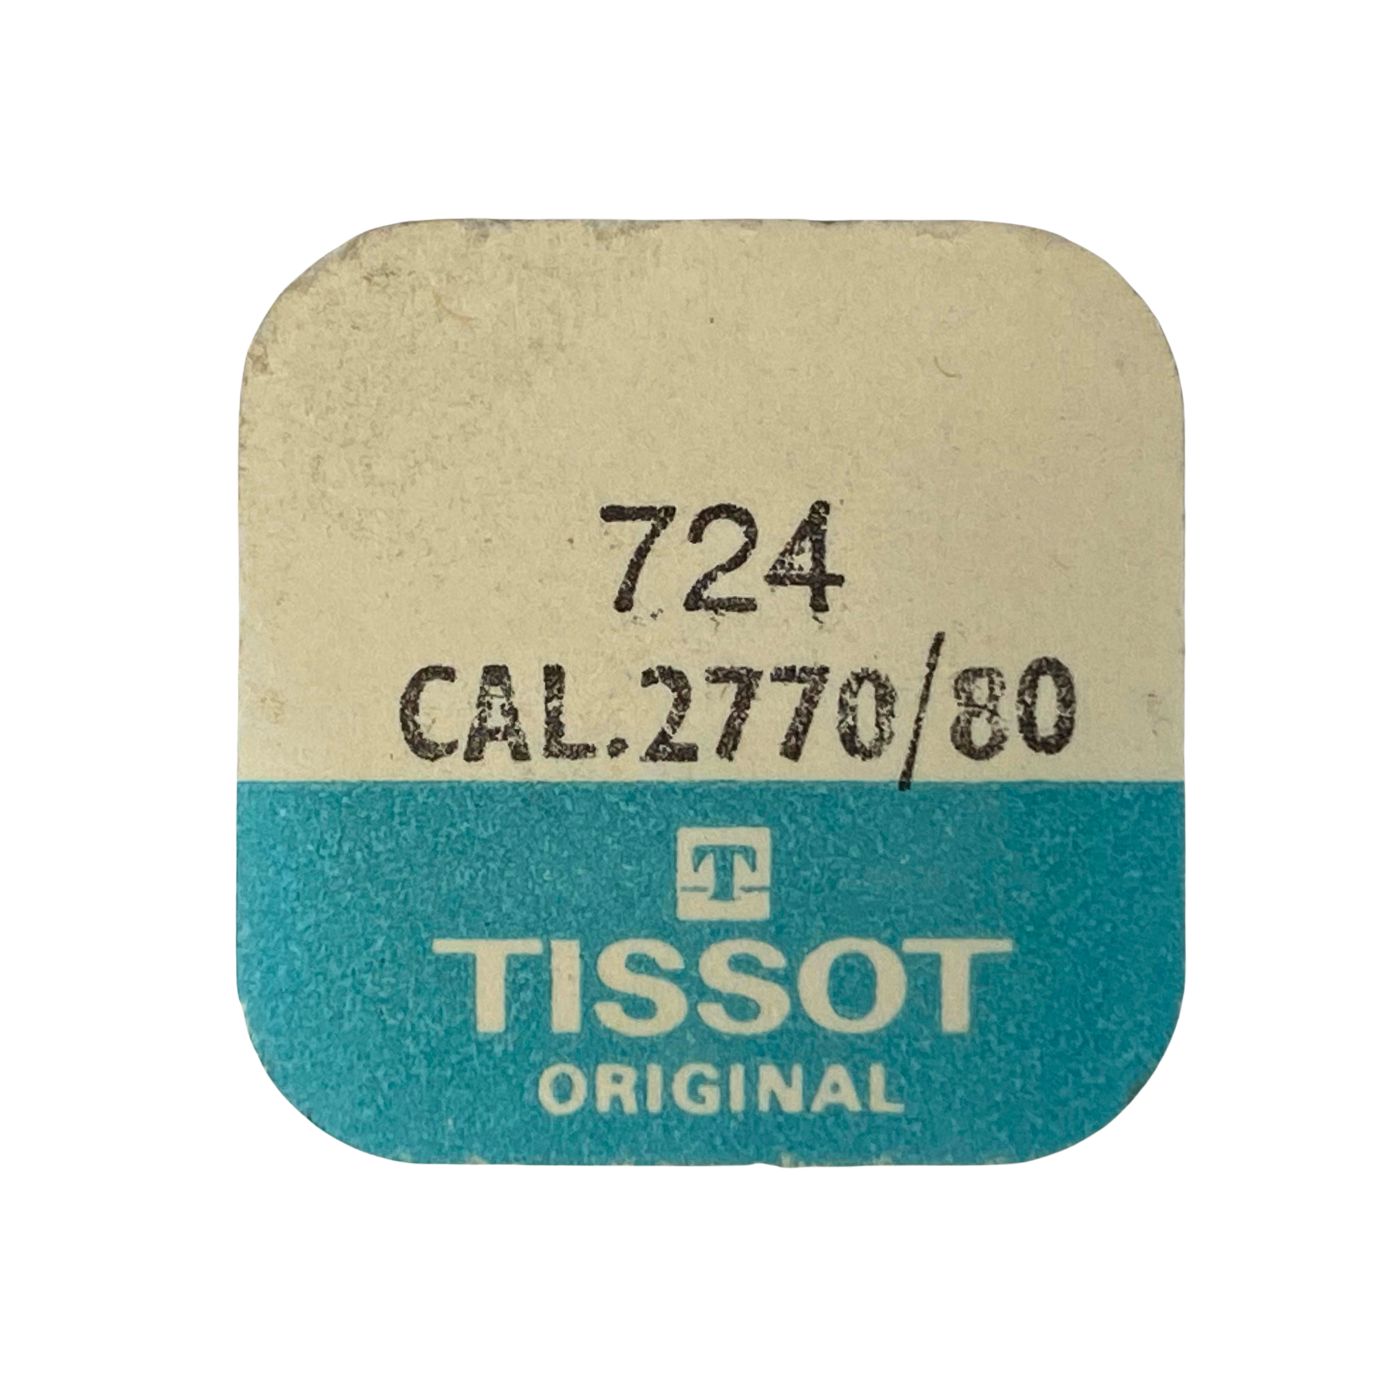 724
CAL.2770/80
T
TISSOT
ORIGINAL